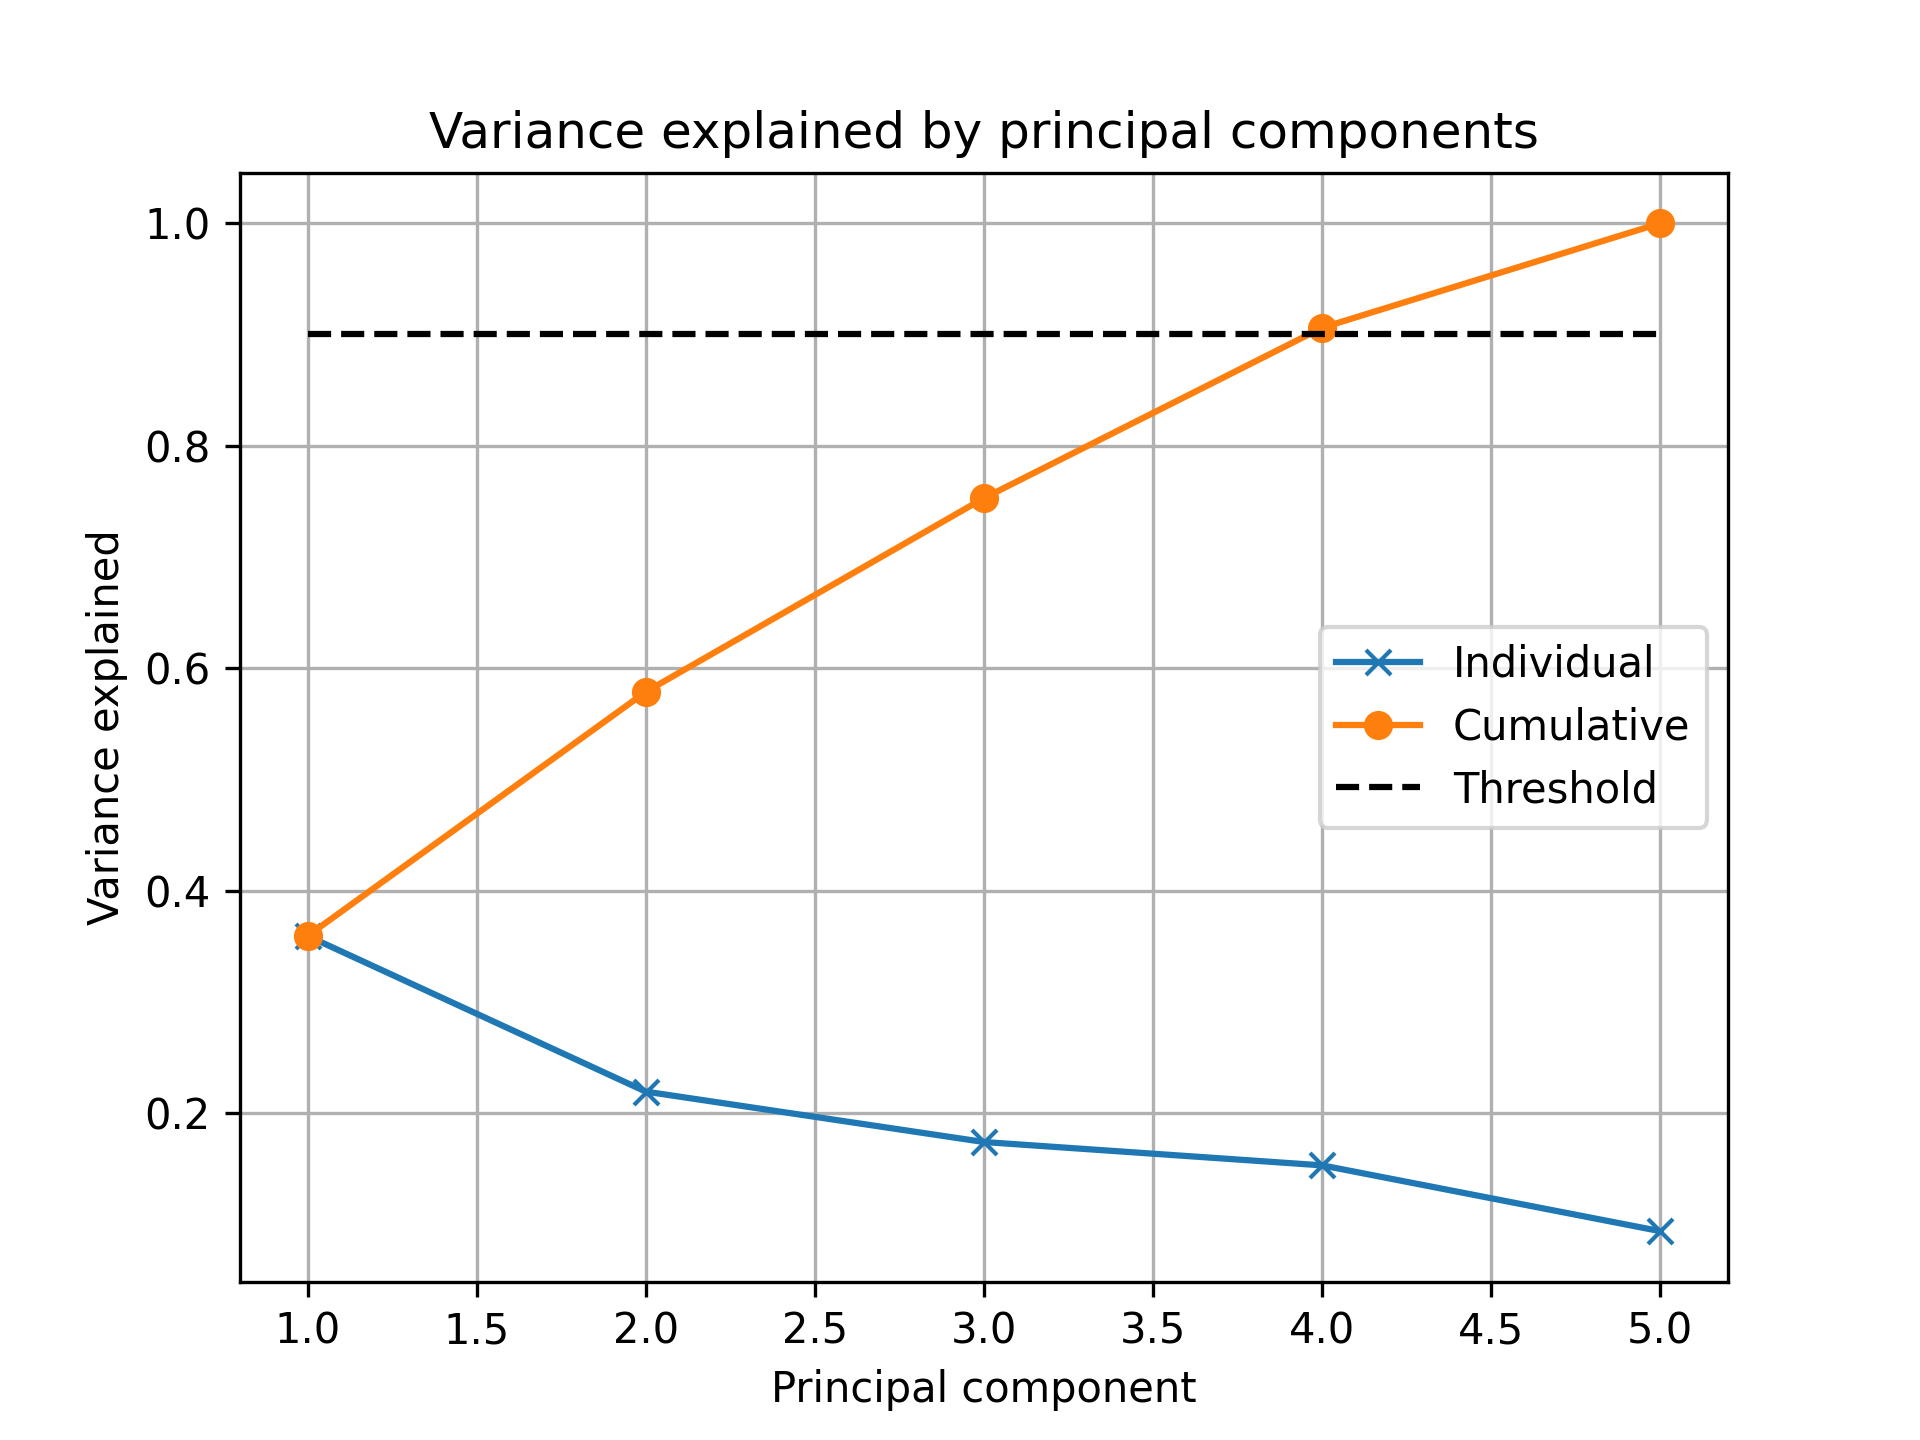 Variance explained by principal components
1.0
0.8
0.6
0.4
0.2
Variance explained
Individual
Cumulative
Threshold
1.0 1.5 2.0 2.5 3.0 3.5 4.0 4.5 5.0
Principal component